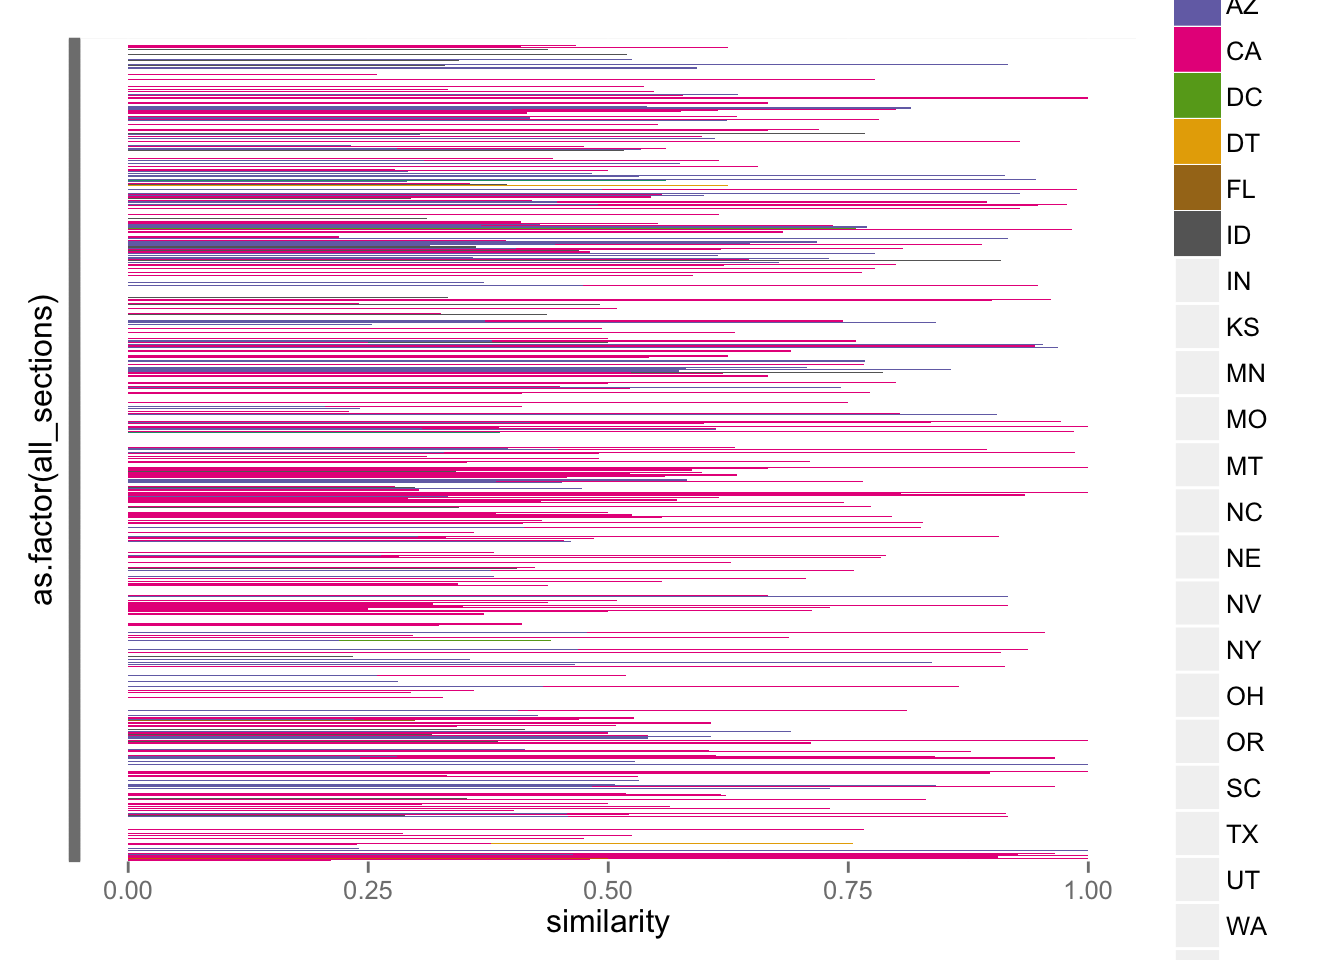 AZ
CA
DC
DT
FL
ID
IN
KS
MN
MO
MT
NC
NE
NV
NY
OH
OR
SC
TX
UT
WA
as.factor(all_sections)
0.00 0.25 0.50 0.75 1.00
similarity